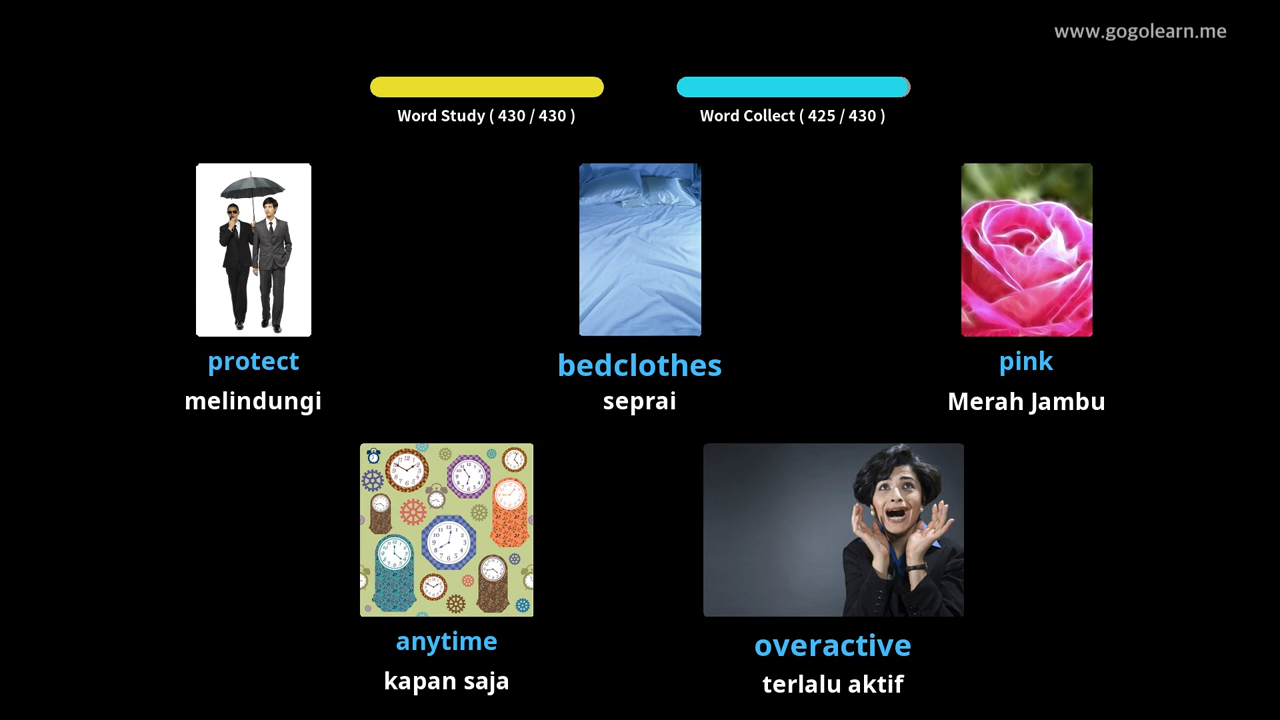 www.gogolearn.me
Word Study ( 430 / 430 )
Word Collect ( 425 / 430 )
protect
melindungi
bedclothes
seprai
pink
Merah Jambu
anytime
kapan saja
overactive
terlalu aktif